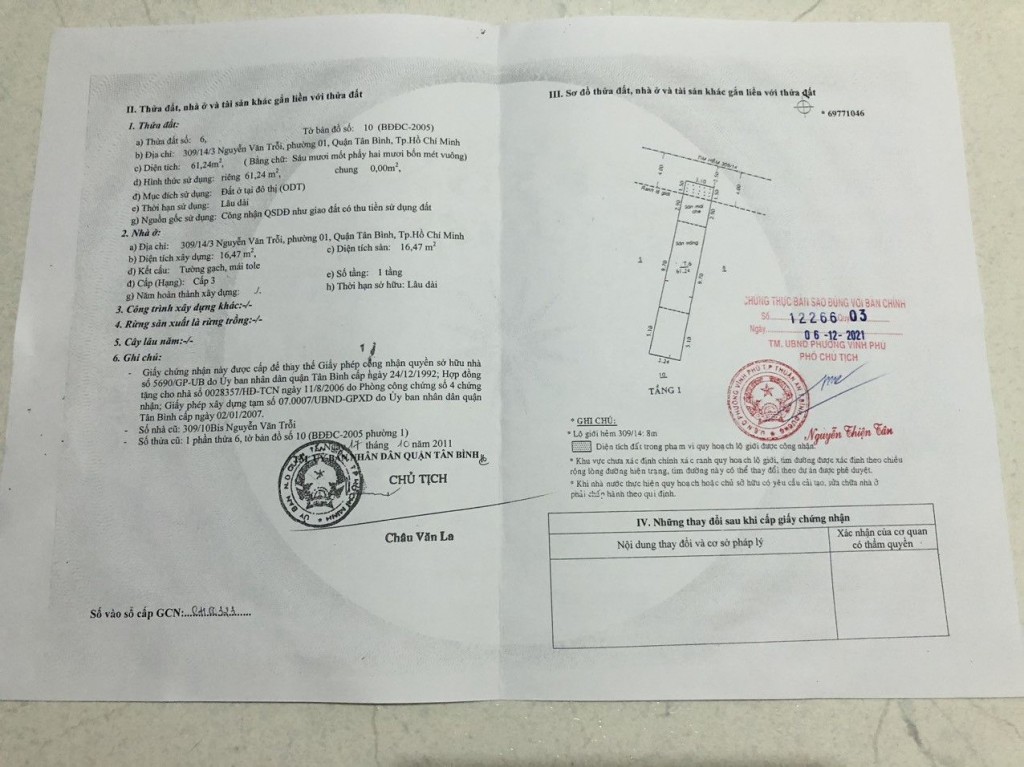 II. Thửa đất, nhà ở và tài sản khác gắn liền với thửa đất
1. Thửa đất:
a) Thửa đất số: 6, Tờ bản đồ số: 10 (BĐĐC-2005)
b) Địa chỉ: 309/14/3 Nguyễn Văn Trỗi, phường 01, Quận Tân Bình, Tp.Hồ Chí Minh
c) Diện tích: 61,24m², ( Bằng chữ: Sáu mươi mốt phẩy hai mươi bốn mét vuông)
d) Hình thức sử dụng: riêng 61,24 m², chung 0,00m²,
đ) Mục đích sử dụng: Đất ở tại đô thị (ODT)
e) Thời hạn sử dụng: Lâu dài
g) Nguồn gốc sử dụng: Công nhận QSDĐ như giao đất có thu tiền sử dụng đất
2. Nhà ở:
a) Địa chỉ: 309/14/3 Nguyễn Văn Trỗi, phường 01, Quận Tân Bình, Tp.Hồ Chí Minh
b) Diện tích xây dựng: 16,47 m², c) Diện tích sàn: 16,47 m²
d) Kết cấu: Tường gạch, mái tole
đ) Cấp (Hạng): Cấp 3 e) Số tầng: 1 tầng
g) Năm hoàn thành xây dựng: ./. h) Thời hạn sở hữu: Lâu dài
3. Công trình xây dựng khác:-/-
4. Rừng sản xuất là rừng trồng:-/-
5. Cây lâu năm:-/-
6. Ghi chú:
- Giấy chứng nhận này được cấp để thay thế Giấy phép công nhận quyền sở hữu nhà
số 5690/GP-UB do Ủy ban nhân dân quận Tân Bình cấp ngày 24/12/1992; Hợp đồng
tặng cho nhà số 0028357/HĐ-TCN ngày 11/8/2006 do Phòng công chứng số 4 chứng
nhận; Giấy phép xây dựng tạm số 07.0007/UBND-GPXD do Ủy ban nhân dân quận
Tân Bình cấp ngày 02/01/2007.
- Số nhà cũ: 309/10Bis Nguyễn Văn Trỗi
- Số thửa cũ: 1 phần thửa 6, tờ bản đồ số 10 (BĐĐC-2005 phường 1)
17 tháng 10 năm 2011
ỦY BAN NHÂN DÂN QUẬN TÂN BÌNH
CHỦ TỊCH
Châu Văn La
Số vào sổ cấp GCN:
III. Sơ đồ thửa đất, nhà ở và tài sản khác gắn liền với thửa đất
* 69771046
4.00
4.00
Sân
5.10
5.10
5.24
TẦNG 1
CHỨNG THỰC BẢN SAO ĐÚNG VỚI BẢN CHÍNH
Số 12266 Quyển 03
Ngày 06-12-2021
TM. UBND PHƯỜNG VĨNH PHÚ
PHÓ CHỦ TỊCH
Nguyễn Thiện Tân
* GHI CHÚ:
* Lộ giới hẻm 309/14: 8m
Diện tích đất trong phạm vi quy hoạch lộ giới được công nhận.
* Khu vực chưa xác định chính xác ranh quy hoạch lộ giới, tim đường được xác định theo chiều
rộng lòng đường hiện trạng, tim đường này có thể thay đổi theo dự án được phê duyệt.
* Khi nhà nước thực hiện quy hoạch hoặc chủ sở hữu có yêu cầu cải tạo, sửa chữa nhà ở
phải chấp hành theo qui định.
IV. Những thay đổi sau khi cấp giấy chứng nhận
Nội dung thay đổi và cơ sở pháp lý
Xác nhận của cơ quan
có thẩm quyền